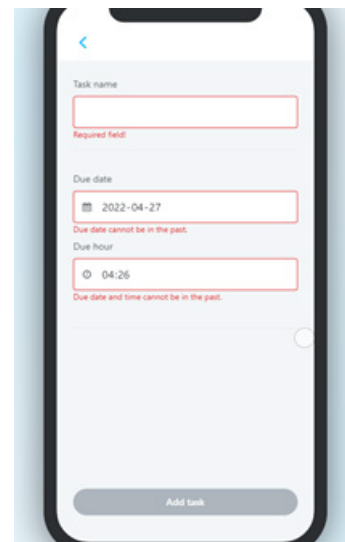 Task name
Required field!
Due date
2022-04-27
Due date cannot be in the past.
Due hour
04:26
Due date and time cannot be in the past.
Add task